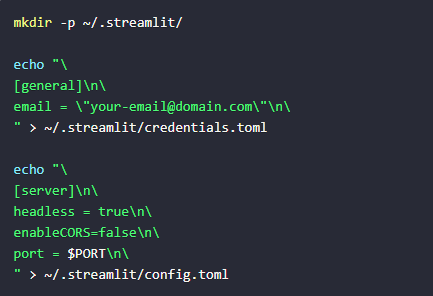 mkdir -p ~/.streamlit/
echo "\
[general]\n\
email = \"your-email@domain.com\"\n\
" > ~/.streamlit/credentials.toml
echo "\
[server]\n\
headless = true\n\
enableCORS=false\n\
port = $PORT\n\
" > ~/.streamlit/config.toml